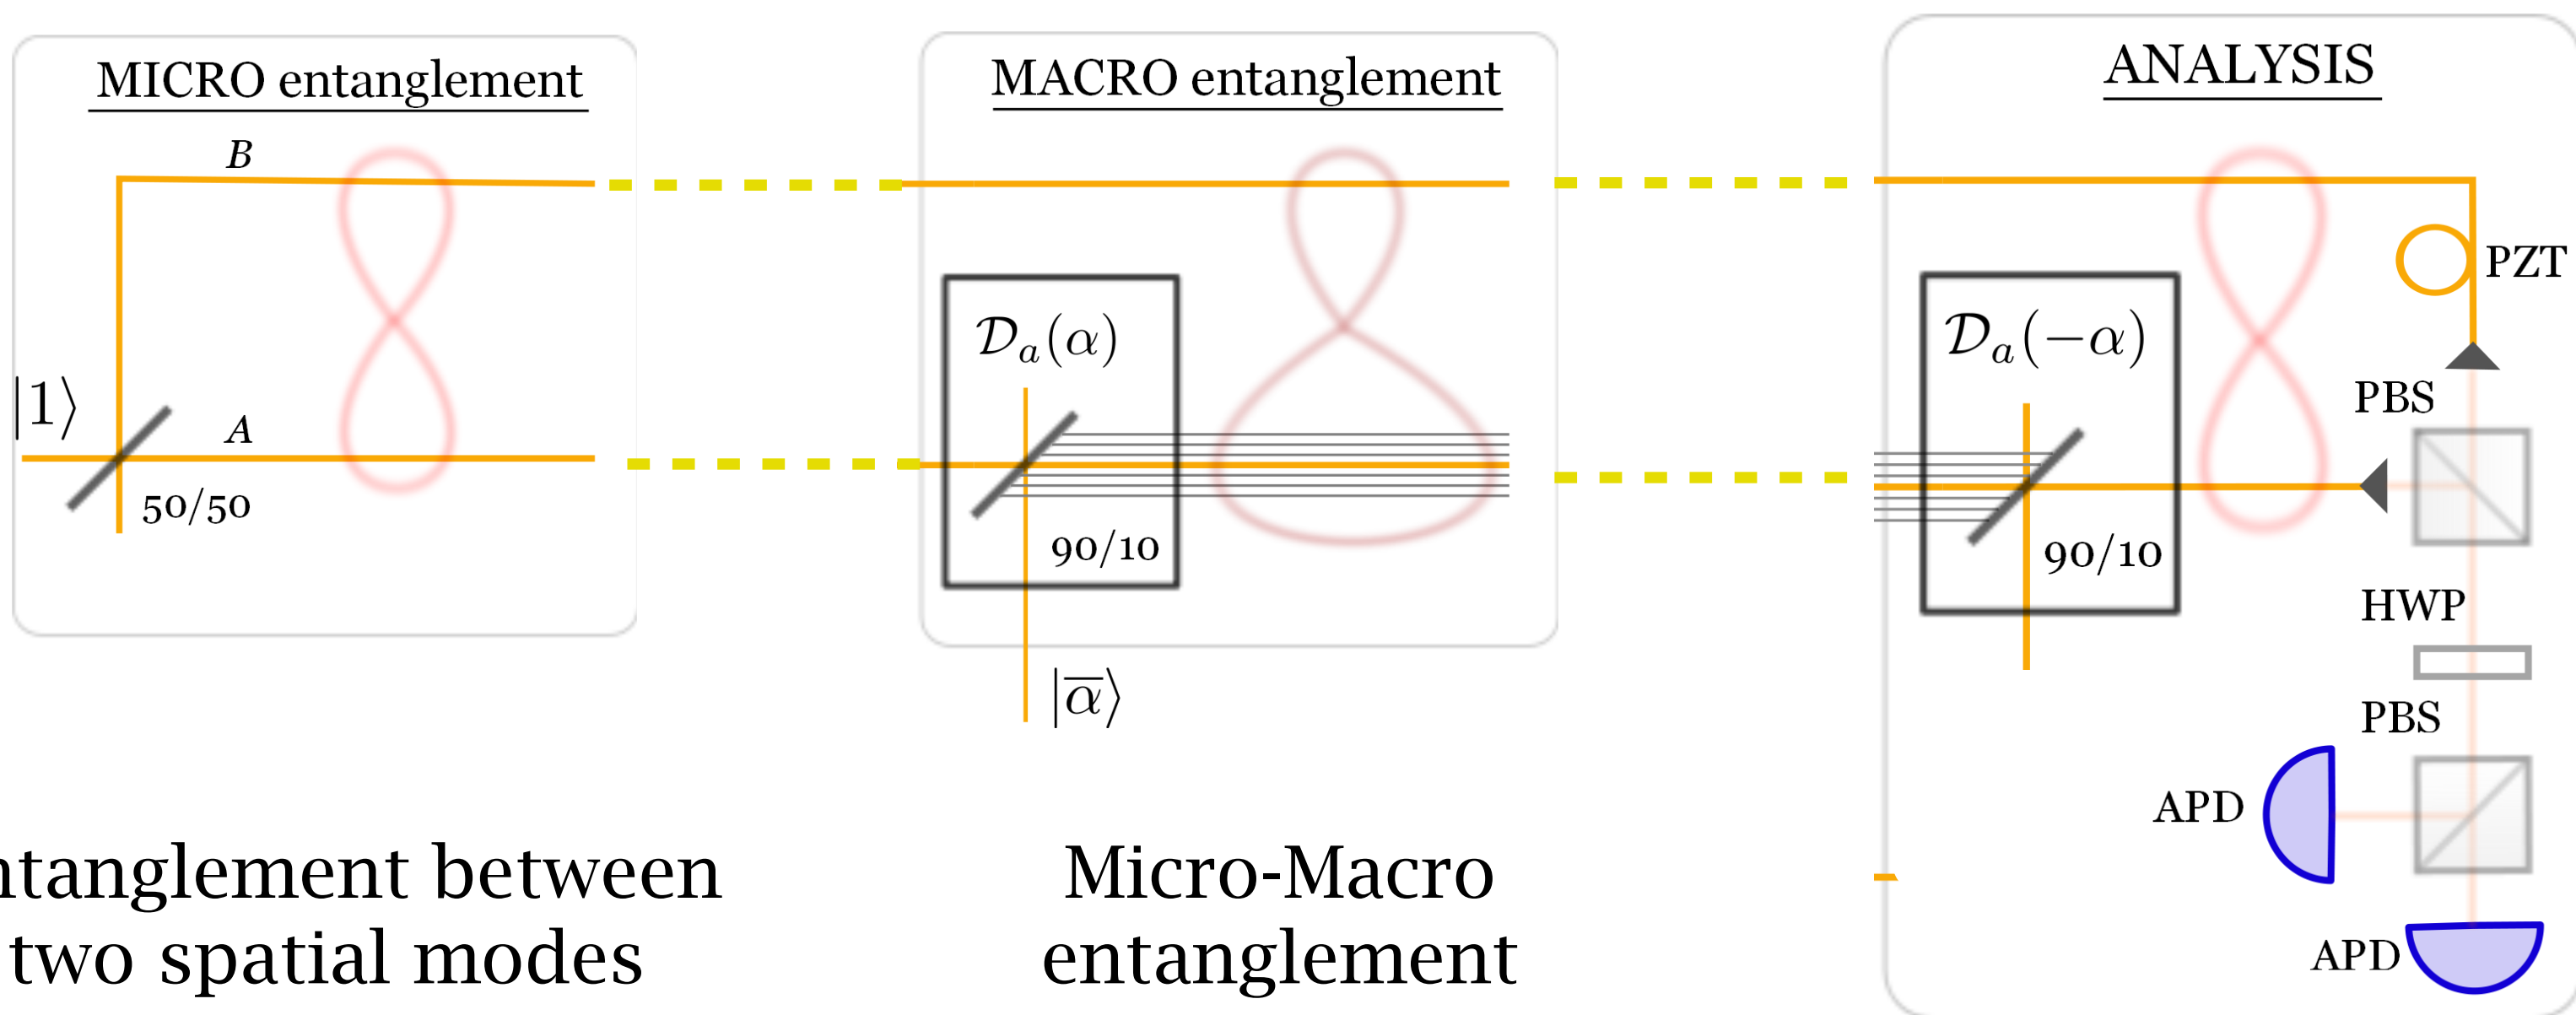 MICRO entanglement
B
|1⟩
A
50/50
entanglement between
two spatial modes
MACRO entanglement
𝒟ₐ(α)
90/10
|α̅⟩
Micro-Macro
entanglement
ANALYSIS
PZT
𝒟ₐ(−α)
PBS
90/10
HWP
PBS
APD
APD